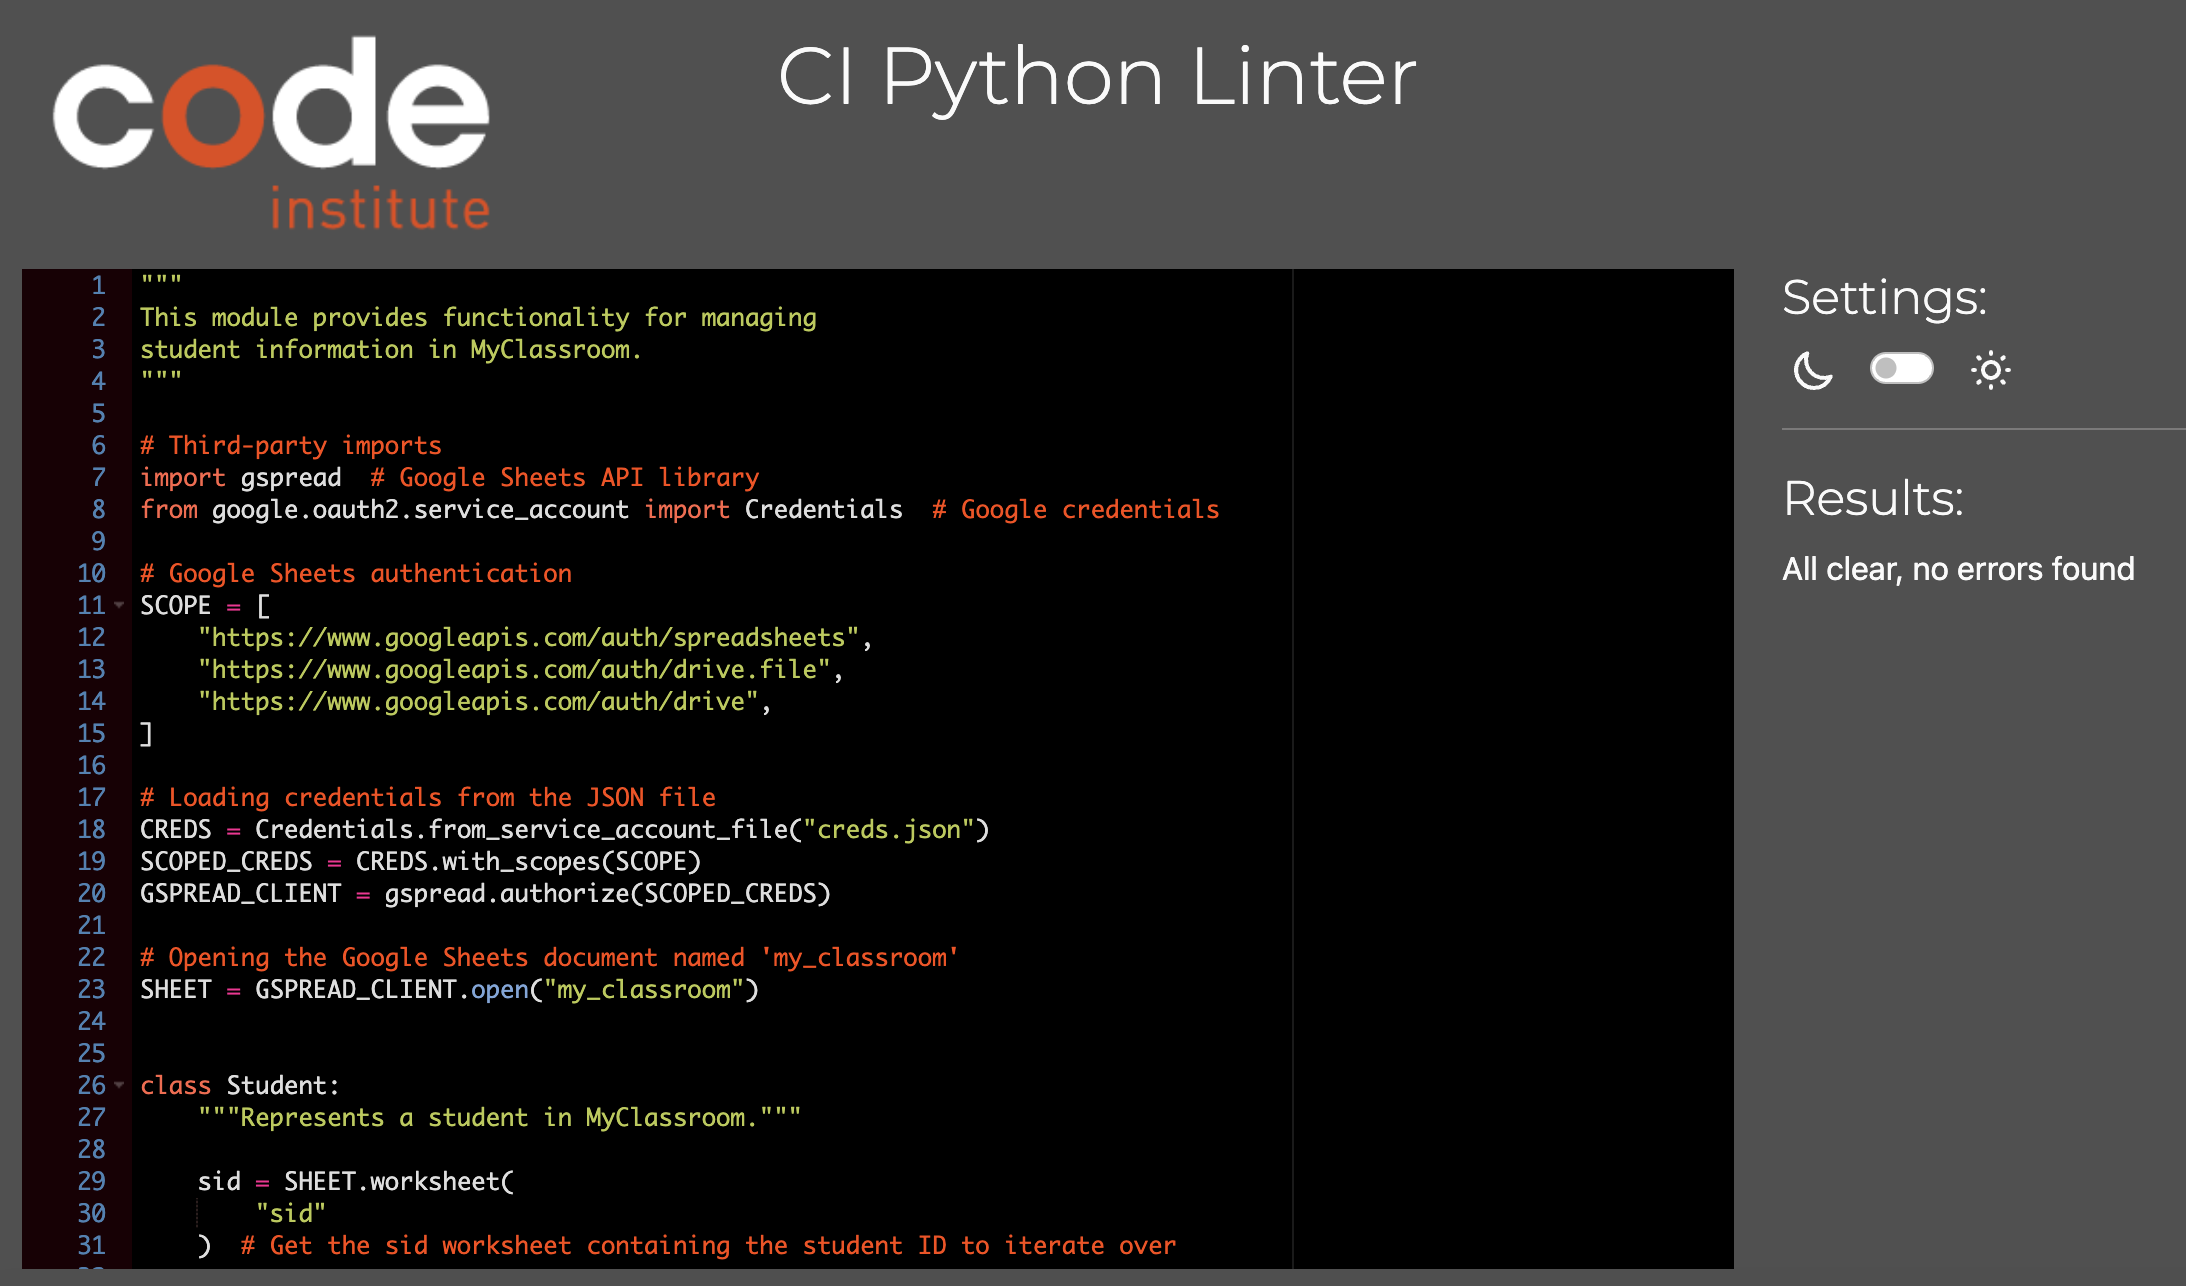 code
institute
CI Python Linter
1 """
2 This module provides functionality for managing
3 student information in MyClassroom.
4 """
5
6 # Third-party imports
7 import gspread  # Google Sheets API library
8 from google.oauth2.service_account import Credentials  # Google credentials
9
10 # Google Sheets authentication
11 SCOPE = [
12     "https://www.googleapis.com/auth/spreadsheets",
13     "https://www.googleapis.com/auth/drive.file",
14     "https://www.googleapis.com/auth/drive",
15 ]
16
17 # Loading credentials from the JSON file
18 CREDS = Credentials.from_service_account_file("creds.json")
19 SCOPED_CREDS = CREDS.with_scopes(SCOPE)
20 GSPREAD_CLIENT = gspread.authorize(SCOPED_CREDS)
21
22 # Opening the Google Sheets document named 'my_classroom'
23 SHEET = GSPREAD_CLIENT.open("my_classroom")
24
25
26 class Student:
27     """Represents a student in MyClassroom."""
28
29     sid = SHEET.worksheet(
30         "sid"
31     )  # Get the sid worksheet containing the student ID to iterate over
Settings:
Results:
All clear, no errors found